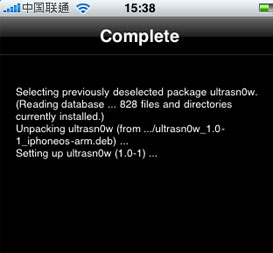 中国联通 15:38
Complete
Selecting previously deselected package ultrasn0w.
(Reading database ... 828 files and directories
currently installed.)
Unpacking ultrasn0w (from .../ultrasn0w_1.0-
1_iphoneos-arm.deb) ...
Setting up ultrasn0w (1.0-1) ...